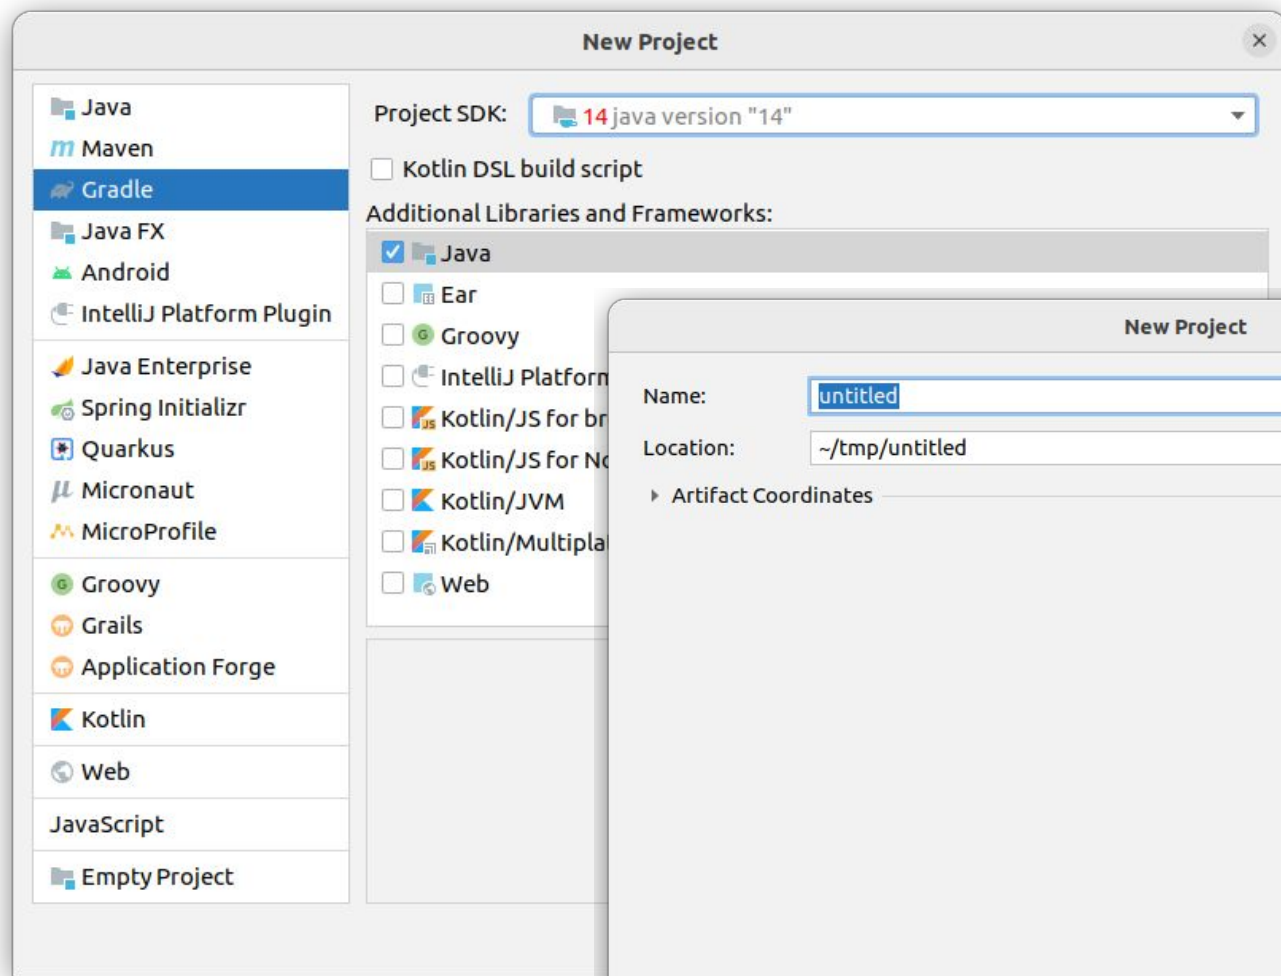 New Project
Java
Maven
Gradle
Java FX
Android
IntelliJ Platform Plugin
Java Enterprise
Spring Initializr
Quarkus
Micronaut
MicroProfile
Groovy
Grails
Application Forge
Kotlin
Web
JavaScript
Empty Project
Project SDK: 14 java version "14"
Kotlin DSL build script
Additional Libraries and Frameworks:
Java
Ear
Groovy
IntelliJ Platform
Kotlin/JS for br
Kotlin/JS for No
Kotlin/JVM
Kotlin/Multiplat
Web
New Project
Name: untitled
Location: ~/tmp/untitled
Artifact Coordinates